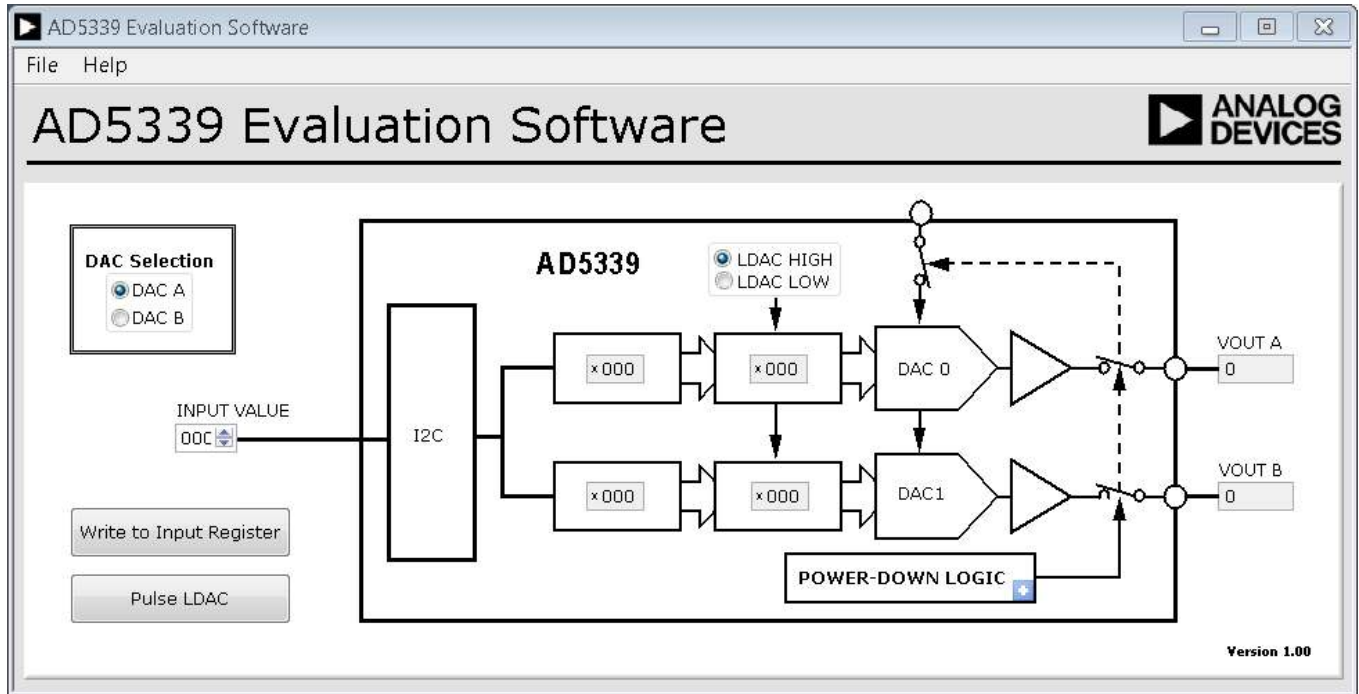 AD5339 Evaluation Software
File Help
AD5339 Evaluation Software
ANALOG
DEVICES
DAC Selection
DAC A
DAC B
AD5339
LDAC HIGH
LDAC LOW
INPUT VALUE
00C
I2C
x000
x000
DAC 0
VOUT A
0
x000
x000
DAC1
VOUT B
0
Write to Input Register
Pulse LDAC
POWER-DOWN LOGIC
Version 1.00